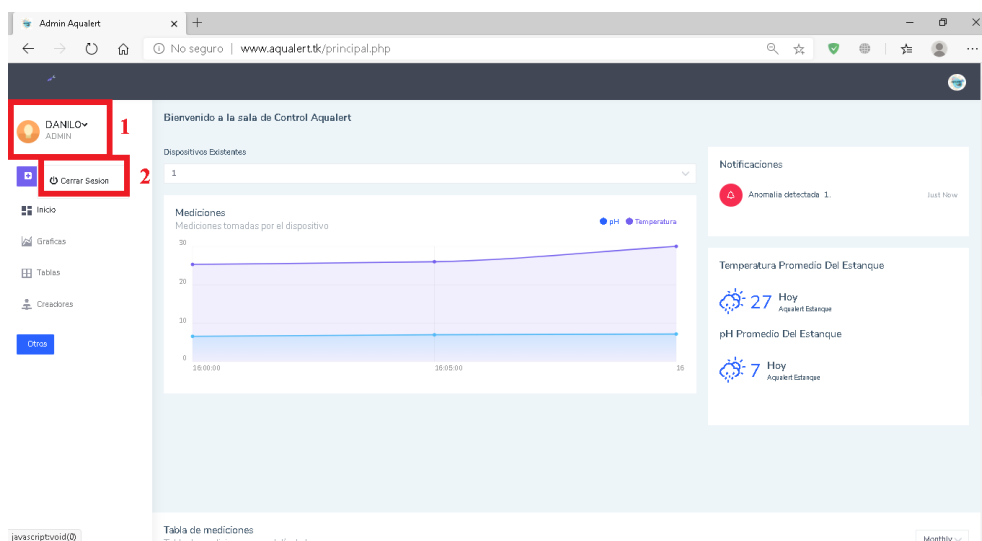 Admin Aqualert
No seguro | www.aqualert.tk/principal.php
DANILO
ADMIN
1
Cerrar Sesion
2
Inicio
Graficas
Tablas
Creadores
Otros
Bienvenido a la sala de Control Aqualert
Dispositivos Existentes
1
Mediciones
Mediciones tomadas por el dispositivo
pH Temperatura
30
20
10
0
16:00:00 16:05:00 16
Notificaciones
Anomalia detectada 1.
Just Now
Temperatura Promedio Del Estanque
27 Hoy
Aqualert Estanque
pH Promedio Del Estanque
7 Hoy
Aqualert Estanque
Tabla de mediciones
Monthly
javascript:void(0)